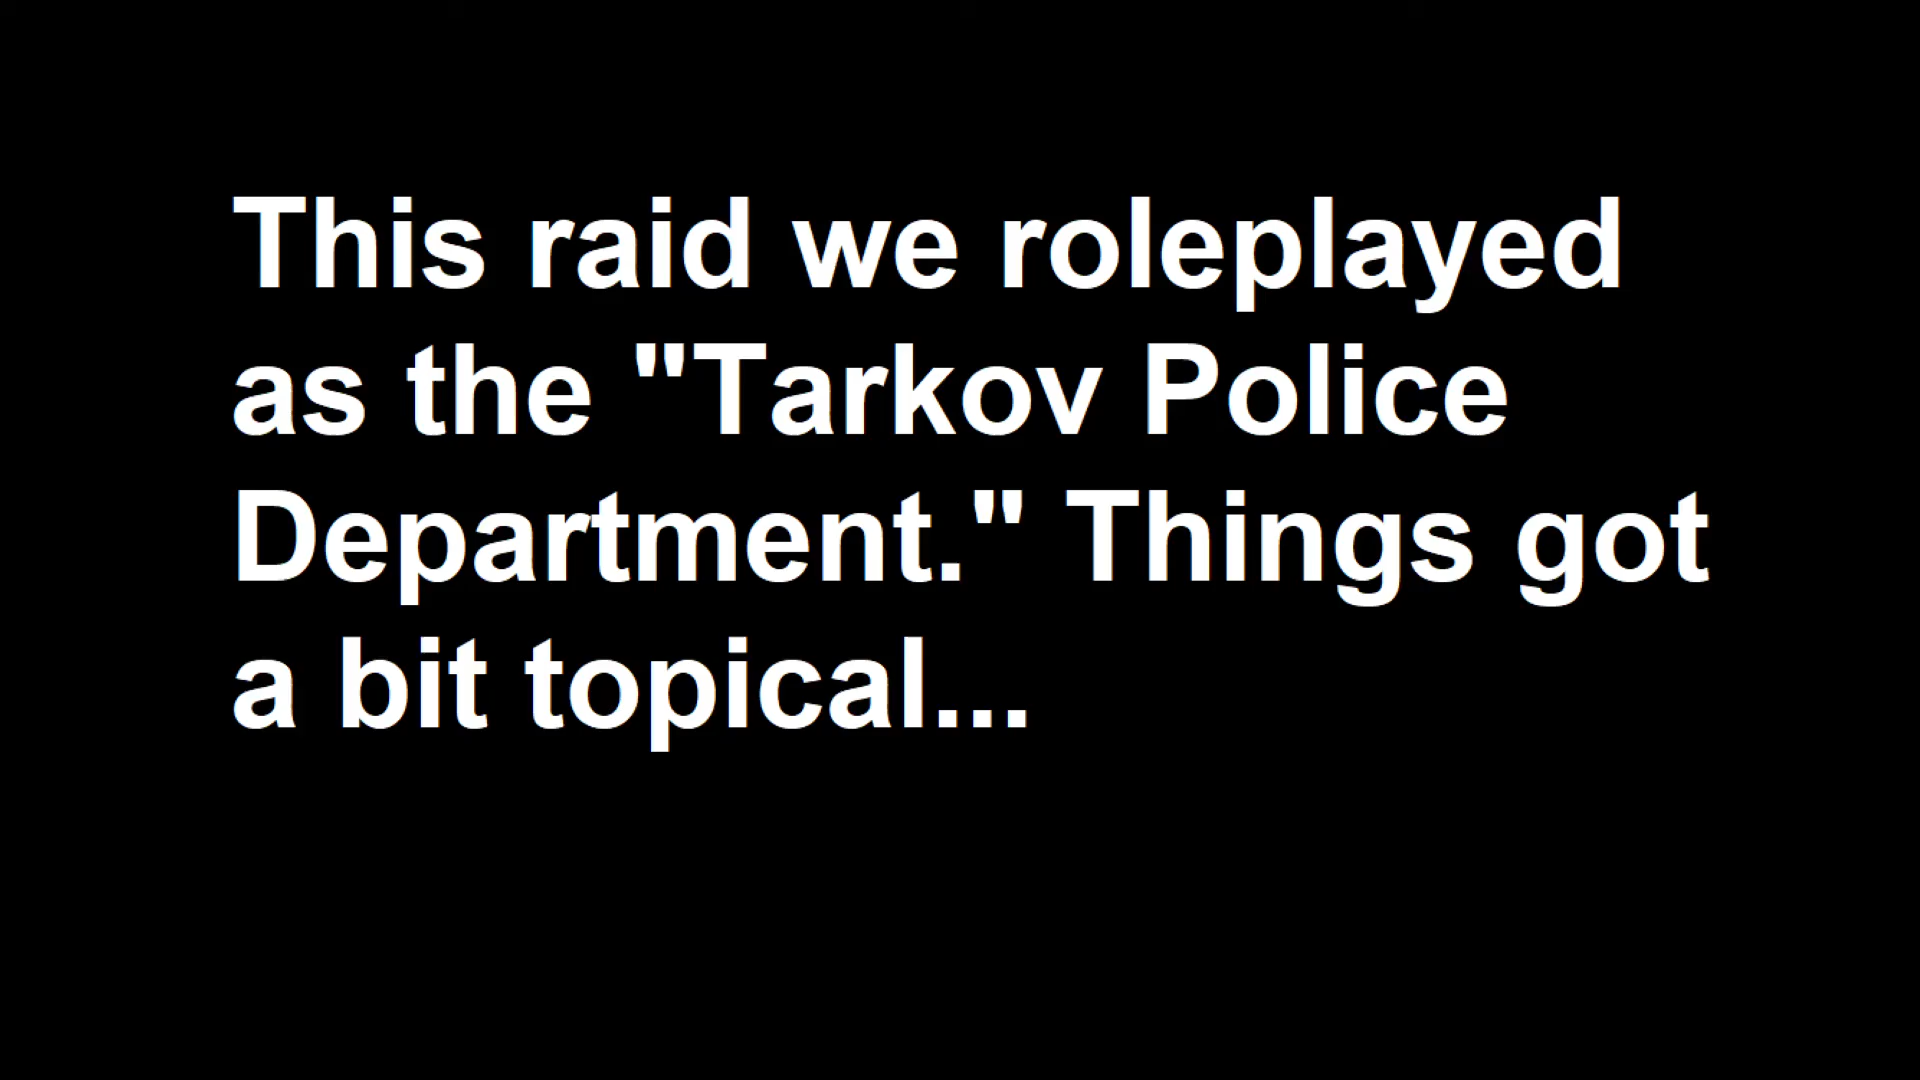 This raid we roleplayed
as the "Tarkov Police
Department." Things got
a bit topical...